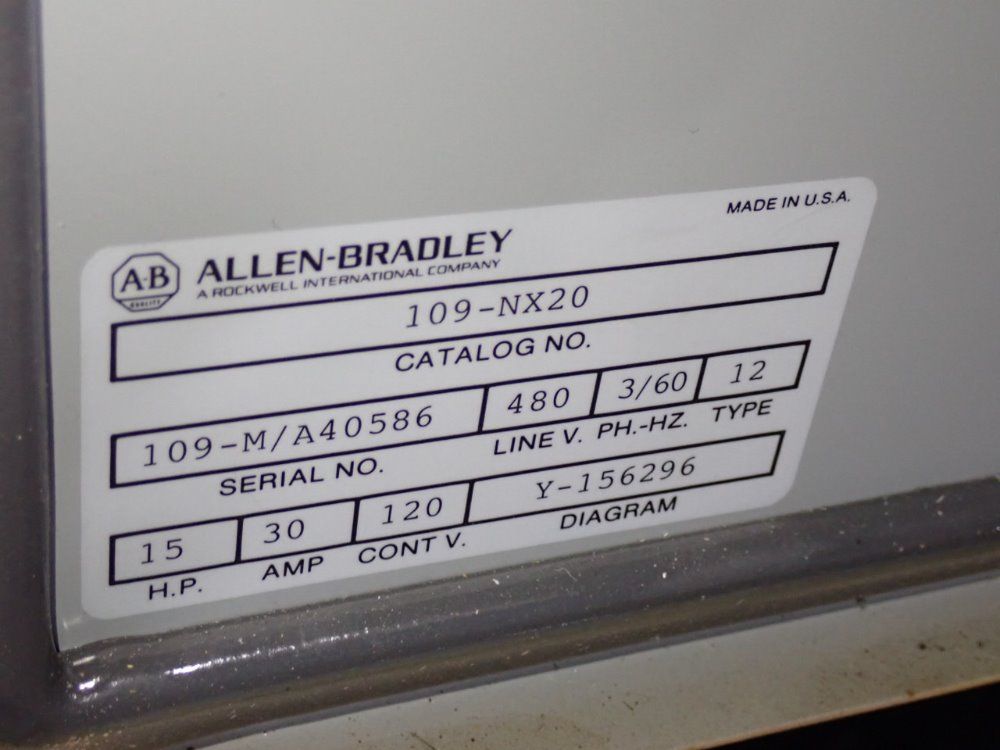 MADE IN U.S.A.
A-B
QUALITY
ALLEN-BRADLEY
A ROCKWELL INTERNATIONAL COMPANY
109-NX20
CATALOG NO.
109-M/A40586 480 3/60 12
SERIAL NO. LINE V. PH.-HZ. TYPE
15 30 120 Y-156296
H.P. AMP CONT V. DIAGRAM